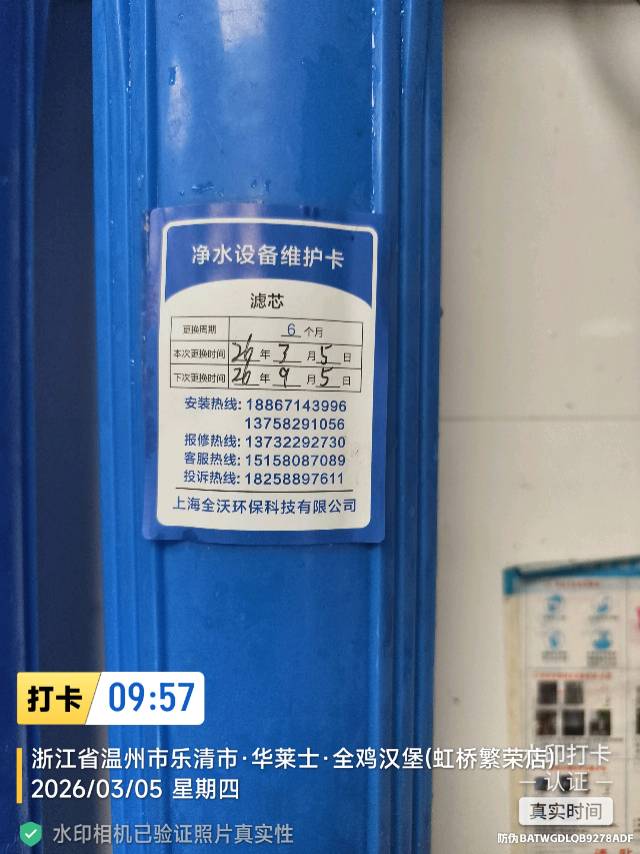 净水设备维护卡
滤芯
更换周期 6 个月
本次更换时间 26 年 3 月 5 日
下次更换时间 26 年 9 月 5 日
安装热线: 18867143996
13758291056
报修热线: 13732292730
客服热线: 15158087089
投诉热线: 18258897611
上海全沃环保科技有限公司
打卡 09:57
浙江省温州市乐清市·华莱士·全鸡汉堡(虹桥繁荣店)
2026/03/05 星期四
水印相机已验证照片真实性
印打卡
认证
真实时间
防伪BATWGDLQB9278ADF